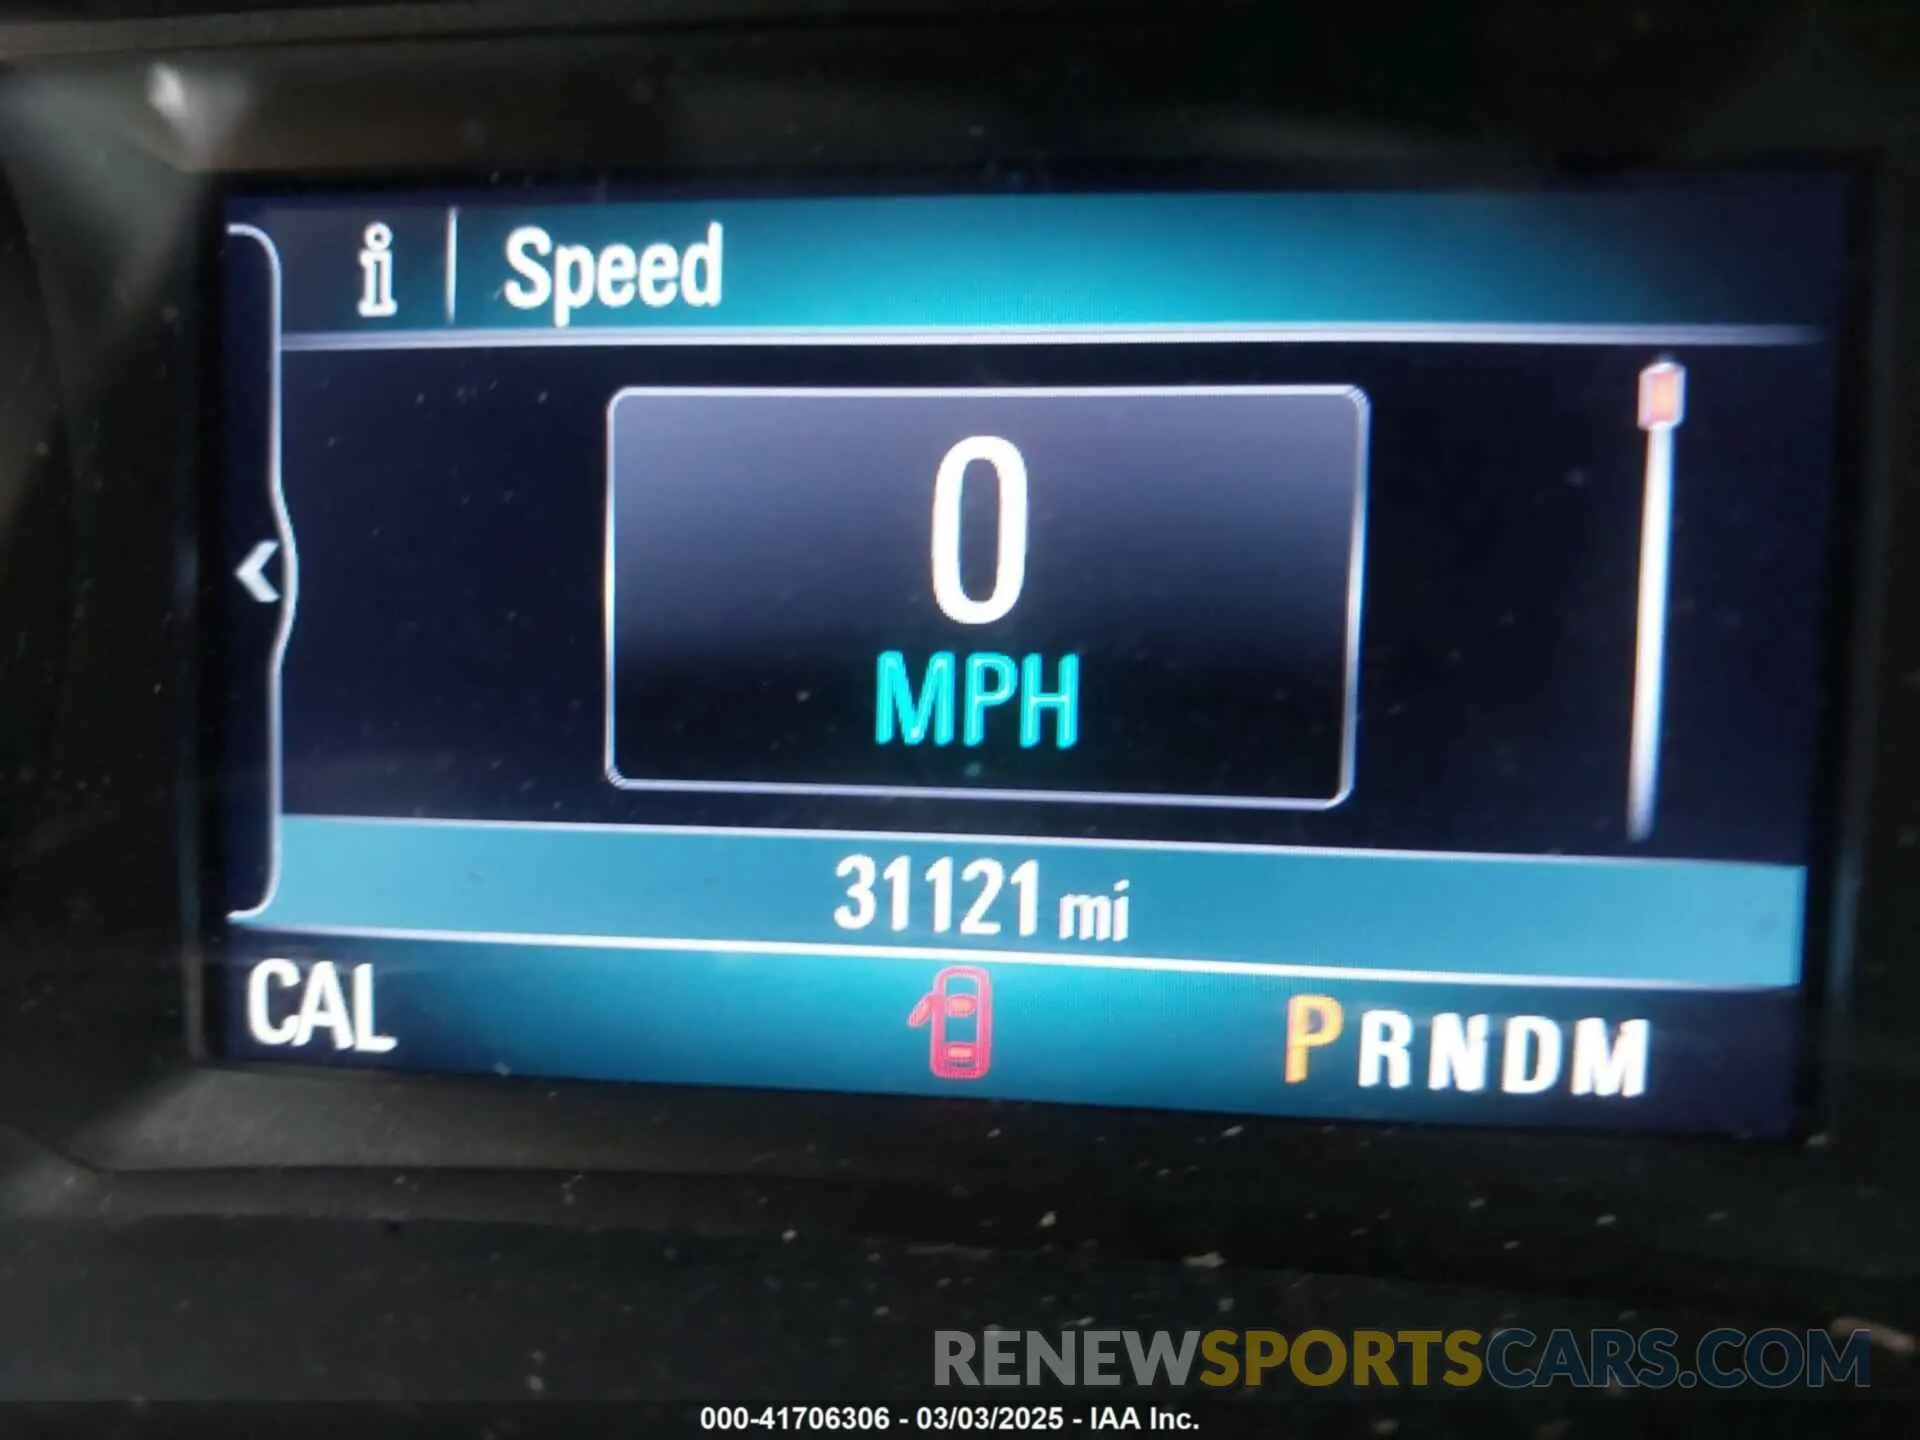 i | Speed
0
MPH
31121 mi
CAL
PRNDM
RENEWSPORTSCARS.COM
000-41706306 - 03/03/2025 - IAA Inc.